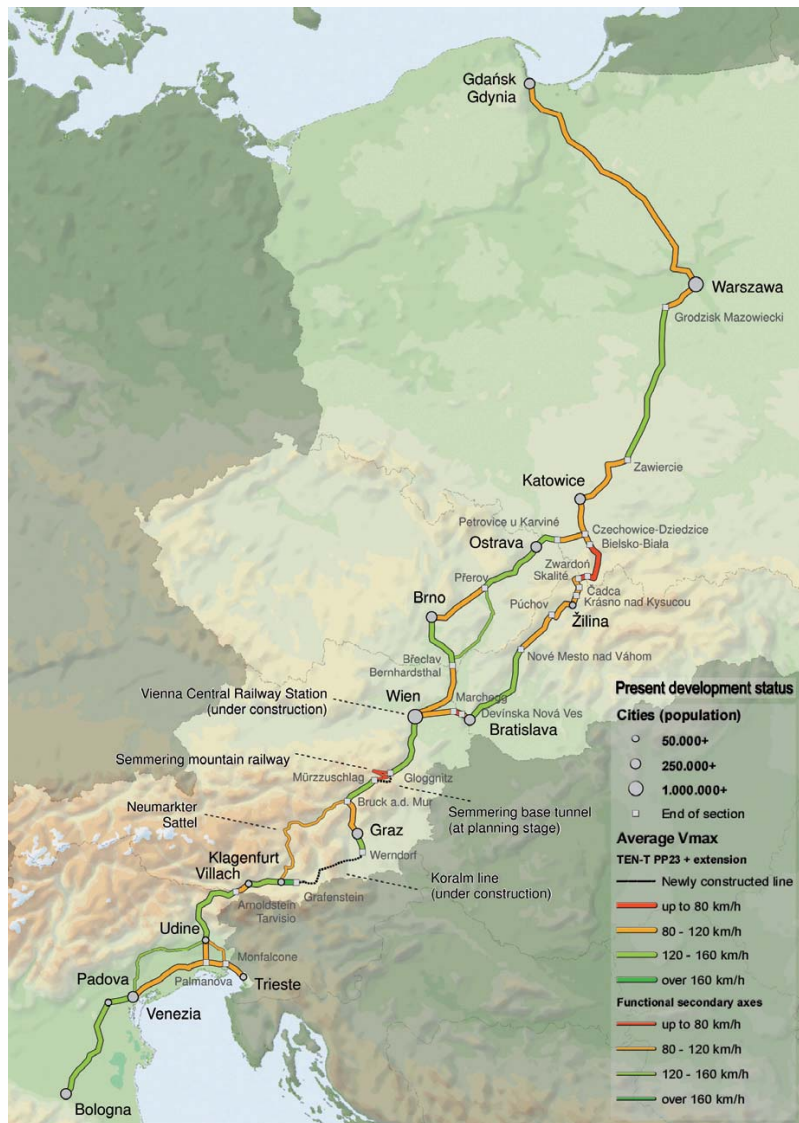 Gdańsk
Gdynia
Warszawa
Grodzisk Mazowiecki
Zawiercie
Katowice
Petrovice u Karviné
Czechowice-Dziedzice
Ostrava
Bielsko-Biała
Zwardoń
Skalité
Přerov
Čadca
Brno
Púchov
Krásno nad Kysucou
Žilina
Břeclav
Bernhardsthal
Nové Mesto nad Váhom
Vienna Central Railway Station
(under construction)
Wien
Marchegg
Devínska Nová Ves
Bratislava
Semmering mountain railway
Mürzzuschlag
Gloggnitz
Neumarkter
Sattel
Bruck a.d. Mur
Semmering base tunnel
(at planning stage)
Graz
Werndorf
Klagenfurt
Villach
Koralm line
(under construction)
Grafenstein
Arnoldstein
Tarvisio
Udine
Monfalcone
Padova
Palmanova
Trieste
Venezia
Bologna
Present development status
Cities (population)
50.000+
250.000+
1.000.000+
End of section
Average Vmax
TEN-T PP23 + extension
Newly constructed line
up to 80 km/h
80 - 120 km/h
120 - 160 km/h
over 160 km/h
Functional secondary axes
up to 80 km/h
80 - 120 km/h
120 - 160 km/h
over 160 km/h